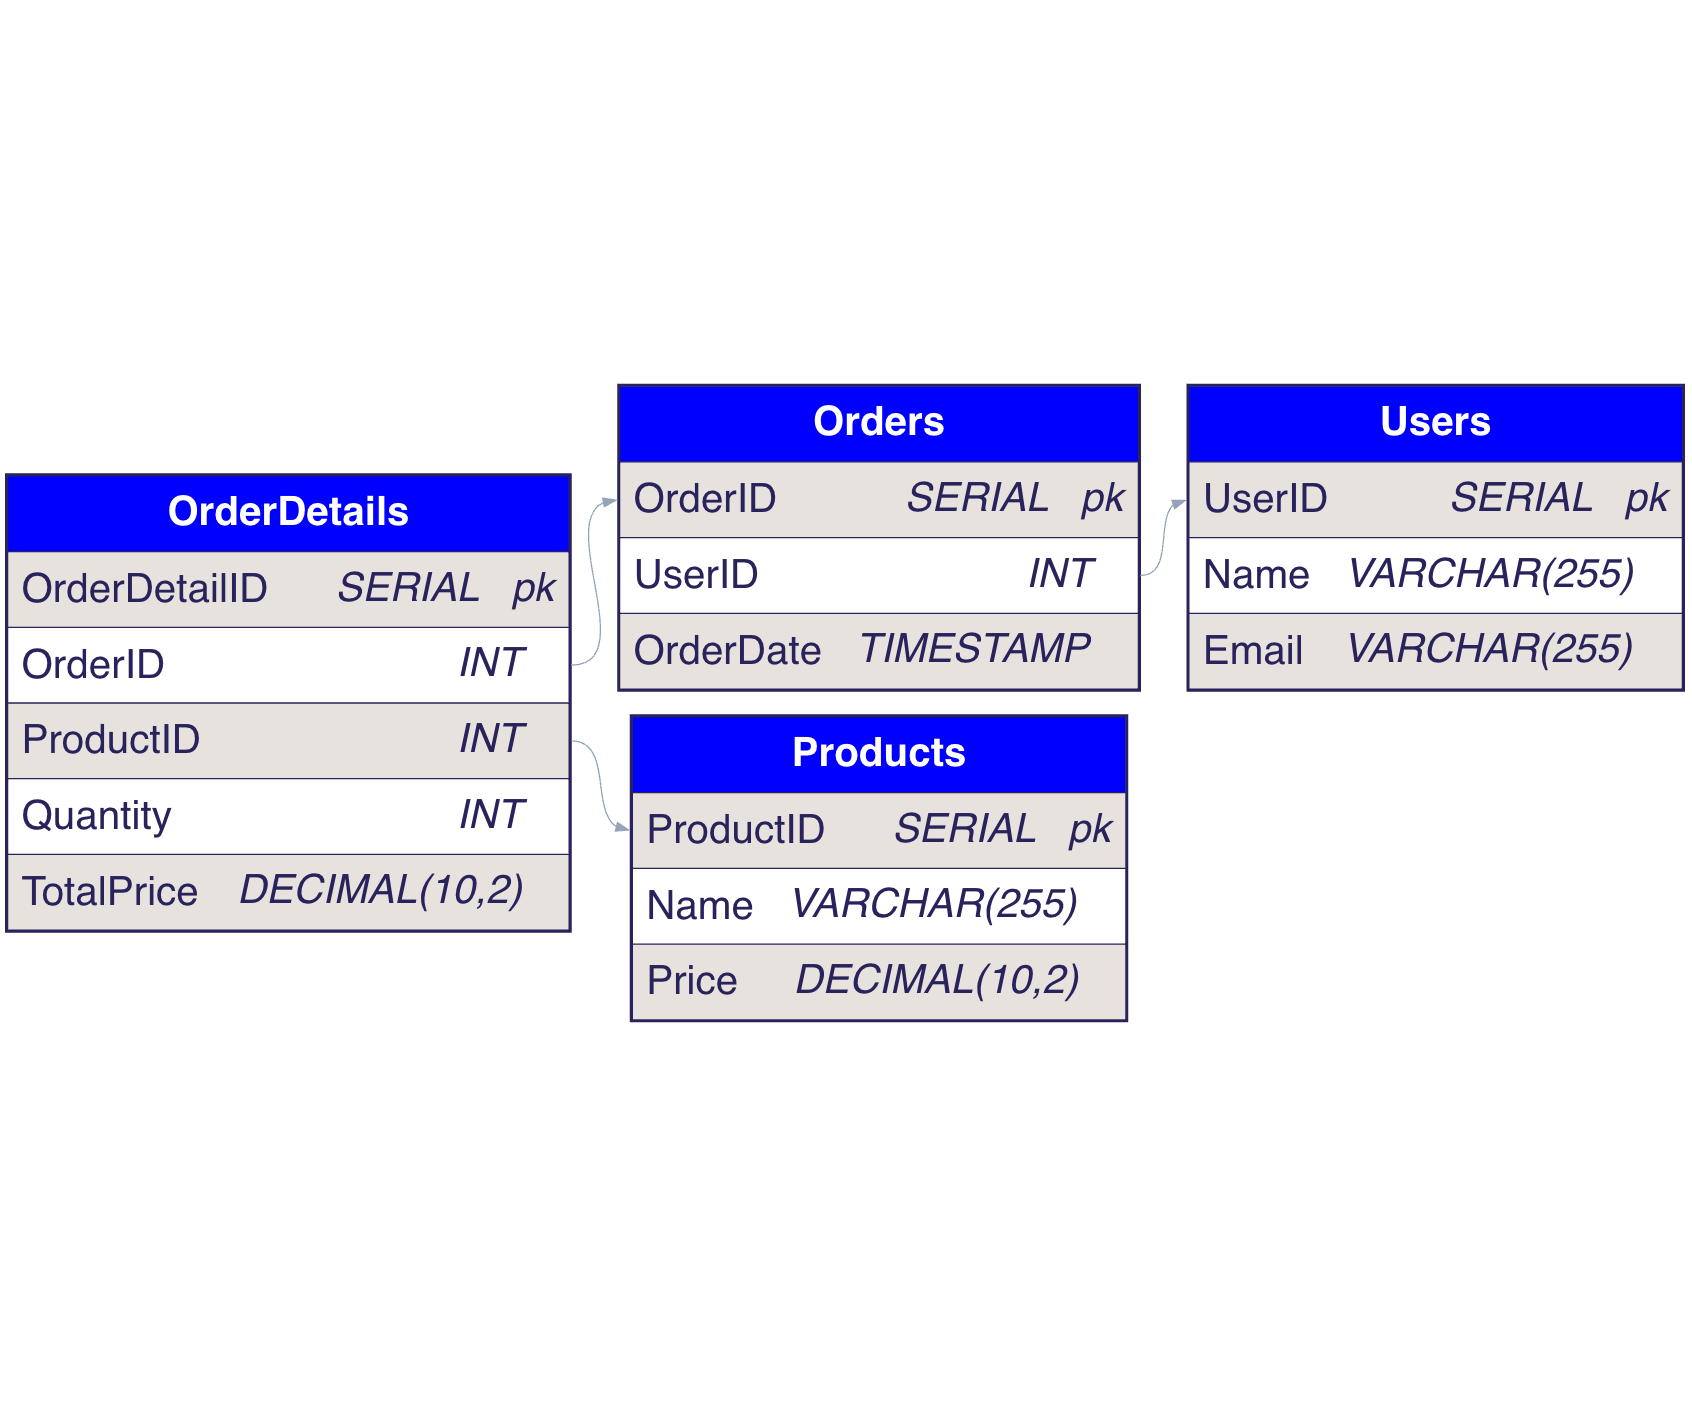 OrderDetails
OrderDetailID SERIAL pk
OrderID INT
ProductID INT
Quantity INT
TotalPrice DECIMAL(10,2)
Orders
OrderID SERIAL pk
UserID INT
OrderDate TIMESTAMP
Users
UserID SERIAL pk
Name VARCHAR(255)
Email VARCHAR(255)
Products
ProductID SERIAL pk
Name VARCHAR(255)
Price DECIMAL(10,2)